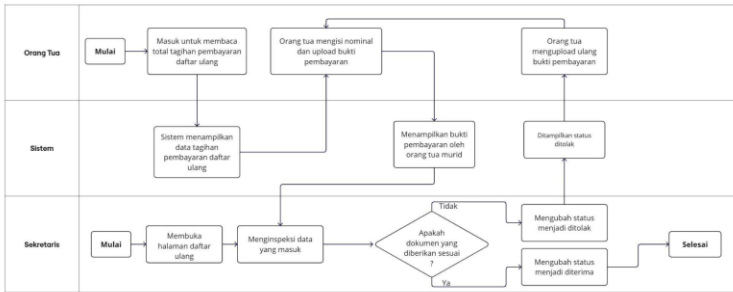 Orang Tua
Mulai
Masuk untuk membaca
total tagihan pembayaran
daftar ulang
Orang tua mengisi nominal
dan upload bukti
pembayaran
Orang tua
mengupload ulang
bukti pembayaran
Sistem
Sistem menampilkan
data tagihan
pembayaran daftar
ulang
Menampilkan bukti
pembayaran oleh
orang tua murid
Ditampilkan status
ditolak
Sekretaris
Mulai
Membuka
halaman daftar
ulang
Menginspeksi data
yang masuk
Apakah
dokumen yang
diberikan sesuai
?
Tidak
Ya
Mengubah status
menjadi ditolak
Mengubah status
menjadi diterima
Selesai